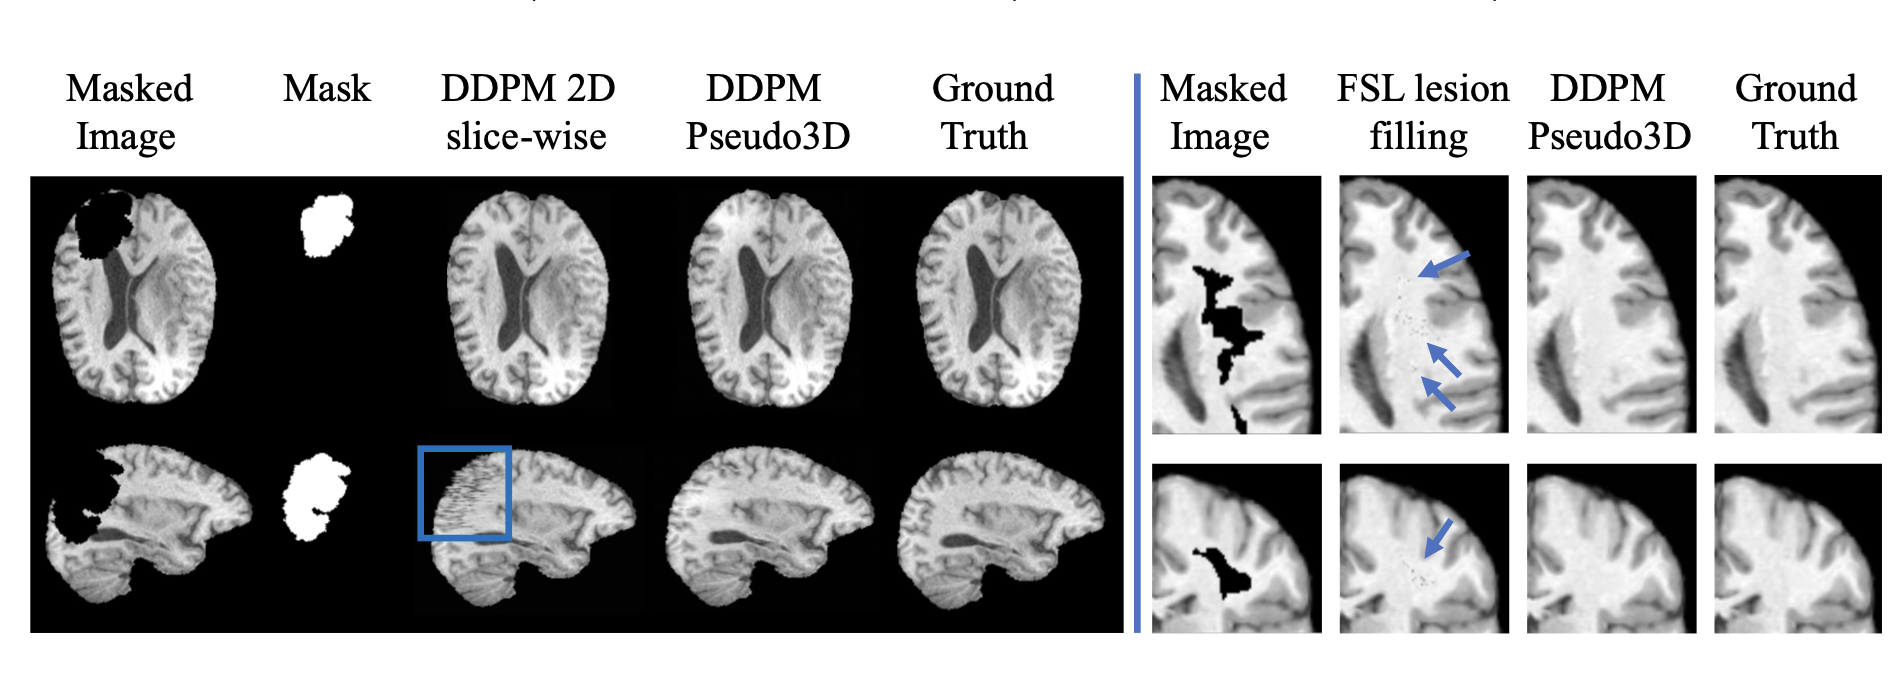 Masked Image
Mask
DDPM 2D slice-wise
DDPM Pseudo3D
Ground Truth
Masked Image
FSL lesion filling
DDPM Pseudo3D
Ground Truth